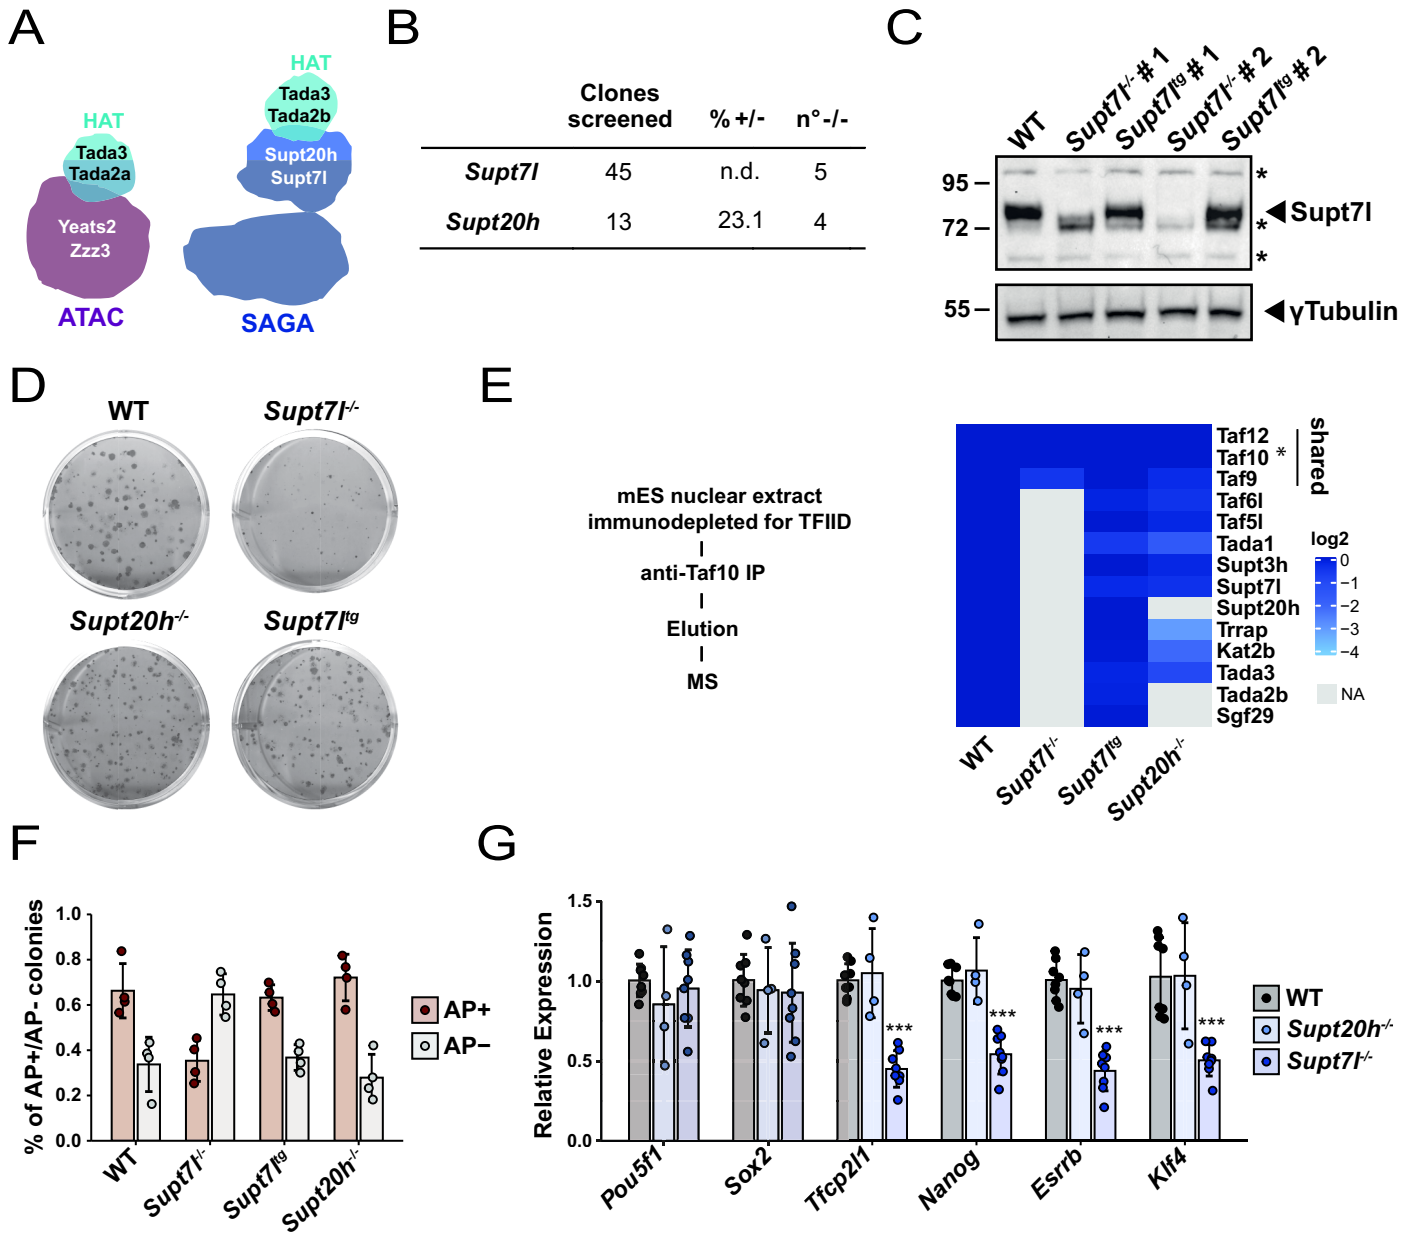 A
HAT
Tada3
Tada2a
Yeats2
Zzz3
ATAC
HAT
Tada3
Tada2b
Supt20h
Supt7l
SAGA
B
Clones screened % +/- n° -/-
Supt7l 45 n.d. 5
Supt20h 13 23.1 4
C
WT
Supt7l-/- # 1
Supt7ltg # 1
Supt7l-/- # 2
Supt7ltg # 2
95
72
*
Supt7l
*
*
55
γTubulin
D
WT
Supt7l-/-
Supt20h-/-
Supt7ltg
E
mES nuclear extract
immunodepleted for TFIID
anti-Taf10 IP
Elution
MS
Taf12
Taf10 *
Taf9
shared
Taf6l
Taf5l
Tada1
Supt3h
Supt7l
Supt20h
Trrap
Kat2b
Tada3
Tada2b
Sgf29
log2
0
−1
−2
−3
−4
NA
WT
Supt7l-/-
Supt7ltg
Supt20h-/-
F
% of AP+/AP- colonies
1.0
0.8
0.6
0.4
0.2
0.0
WT
Supt7l-/-
Supt7ltg
Supt20h-/-
AP+
AP−
G
Relative Expression
1.5
1.0
0.5
0.0
***
***
***
***
Pou5f1
Sox2
Tfcp2l1
Nanog
Esrrb
Klf4
WT
Supt20h-/-
Supt7l-/-